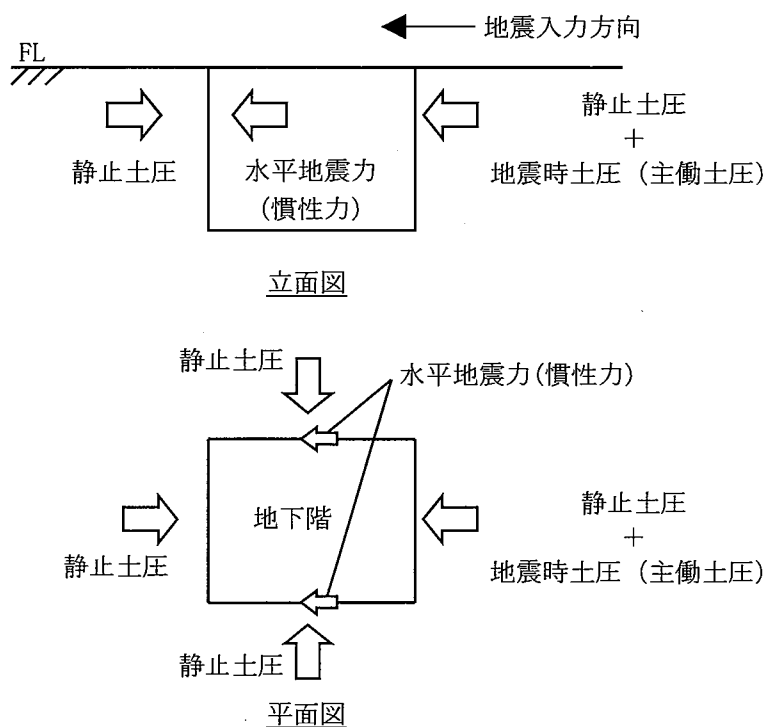 地震入力方向
FL
静止土圧
水平地震力
(慣性力)
静止土圧
+
地震時土圧(主働土圧)
立面図
静止土圧
水平地震力(慣性力)
静止土圧
地下階
静止土圧
+
地震時土圧(主働土圧)
静止土圧
平面図